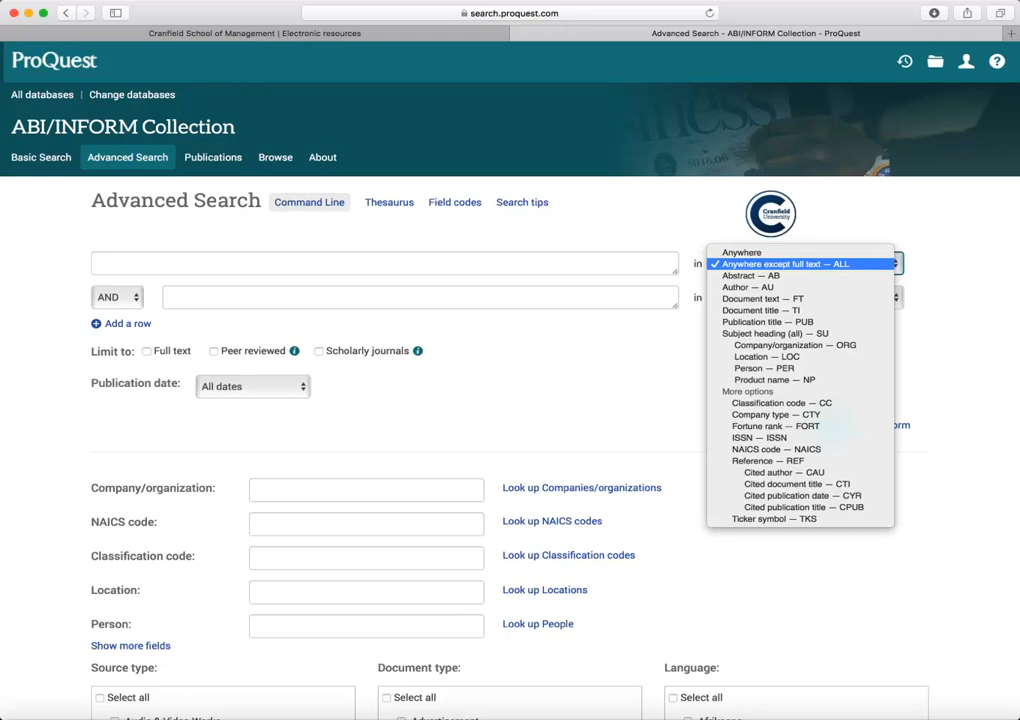 search.proquest.com
Cranfield School of Management | Electronic resources
Advanced Search - ABI/INFORM Collection - ProQuest
ProQuest
All databases | Change databases
ABI/INFORM Collection
Basic Search Advanced Search Publications Browse About
Advanced Search Command Line Thesaurus Field codes Search tips
Cranfield
University
in
AND
in
Add a row
Limit to: Full text Peer reviewed Scholarly journals
Publication date: All dates
Anywhere
Anywhere except full text — ALL
Abstract — AB
Author — AU
Document text — FT
Document title — TI
Publication title — PUB
Subject heading (all) — SU
Company/organization — ORG
Location — LOC
Person — PER
Product name — NP
More options
Classification code — CC
Company type — CTY
Fortune rank — FORT
ISSN — ISSN
NAICS code — NAICS
Reference — REF
Cited author — CAU
Cited document title — CTI
Cited publication date — CYR
Cited publication title — CPUB
Ticker symbol — TKS
Company/organization: Look up Companies/organizations
NAICS code: Look up NAICS codes
Classification code: Look up Classification codes
Location: Look up Locations
Person: Look up People
Show more fields
Source type: Document type: Language:
Select all Select all Select all